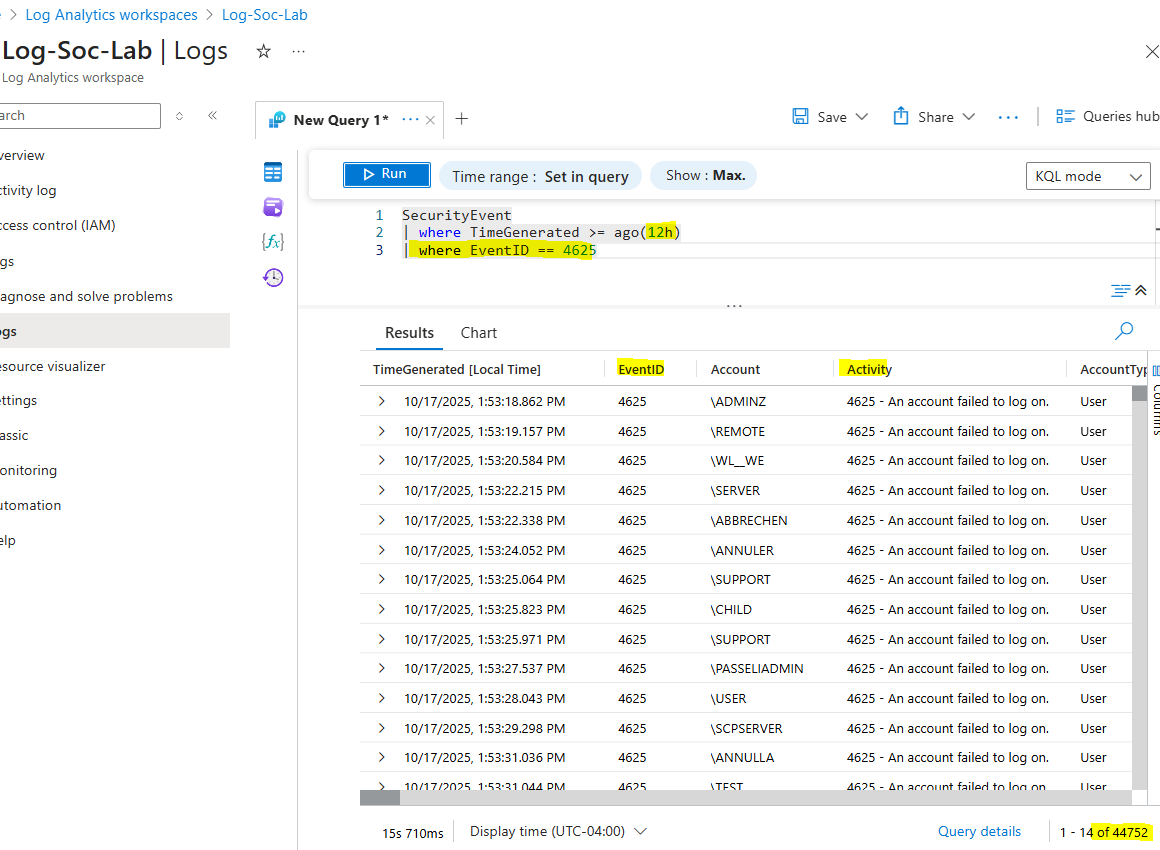 > Log Analytics workspaces > Log-Soc-Lab
Log-Soc-Lab | Logs ☆ ···
Log Analytics workspace
arch
verview
ctivity log
ccess control (IAM)
gs
agnose and solve problems
gs
esource visualizer
ettings
assic
onitoring
utomation
elp
New Query 1* ··· × +
Save Share ··· Queries hub
Run Time range : Set in query Show : Max. KQL mode
1 SecurityEvent
2 | where TimeGenerated >= ago(12h)
3 | where EventID == 4625
Results Chart
TimeGenerated [Local Time] EventID Account Activity AccountTyp
10/17/2025, 1:53:18.862 PM 4625 \ADMINZ 4625 - An account failed to log on. User
10/17/2025, 1:53:19.157 PM 4625 \REMOTE 4625 - An account failed to log on. User
10/17/2025, 1:53:20.584 PM 4625 \WL__WE 4625 - An account failed to log on. User
10/17/2025, 1:53:22.215 PM 4625 \SERVER 4625 - An account failed to log on. User
10/17/2025, 1:53:22.338 PM 4625 \ABBRECHEN 4625 - An account failed to log on. User
10/17/2025, 1:53:24.052 PM 4625 \ANNULER 4625 - An account failed to log on. User
10/17/2025, 1:53:25.064 PM 4625 \SUPPORT 4625 - An account failed to log on. User
10/17/2025, 1:53:25.823 PM 4625 \CHILD 4625 - An account failed to log on. User
10/17/2025, 1:53:25.971 PM 4625 \SUPPORT 4625 - An account failed to log on. User
10/17/2025, 1:53:27.537 PM 4625 \PASSELIADMIN 4625 - An account failed to log on. User
10/17/2025, 1:53:28.043 PM 4625 \USER 4625 - An account failed to log on. User
10/17/2025, 1:53:29.298 PM 4625 \SCPSERVER 4625 - An account failed to log on. User
10/17/2025, 1:53:31.036 PM 4625 \ANNULLA 4625 - An account failed to log on. User
10/17/2025, 1:53:31.044 PM 4625 \TEST 4625 - An account failed to log on. User
Columns
15s 710ms Display time (UTC-04:00) Query details 1 - 14 of 44752